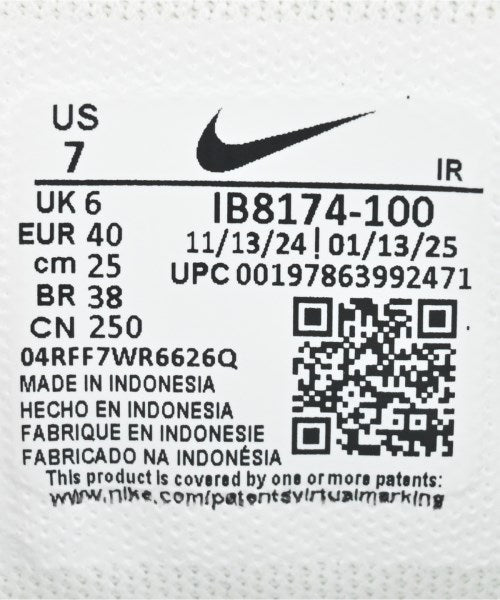 US
7
IR
UK 6
EUR 40
cm 25
BR 38
CN 250
IB8174-100
11/13/24 | 01/13/25
UPC 00197863992471
04RFF7WR6626Q
MADE IN INDONESIA
HECHO EN INDONESIA
FABRIQUE EN INDONESIE
FABRICADO NA INDONÉSIA
This product is covered by one or more patents:
www.nike.com/patentsvirtualmarking